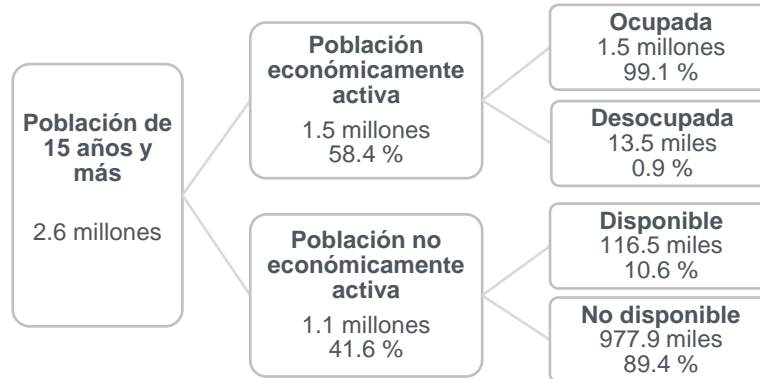 Población de
15 años y
más
2.6 millones
Población
económicamente
activa
1.5 millones
58.4 %
Ocupada
1.5 millones
99.1 %
Desocupada
13.5 miles
0.9 %
Población no
económicamente
activa
1.1 millones
41.6 %
Disponible
116.5 miles
10.6 %
No disponible
977.9 miles
89.4 %